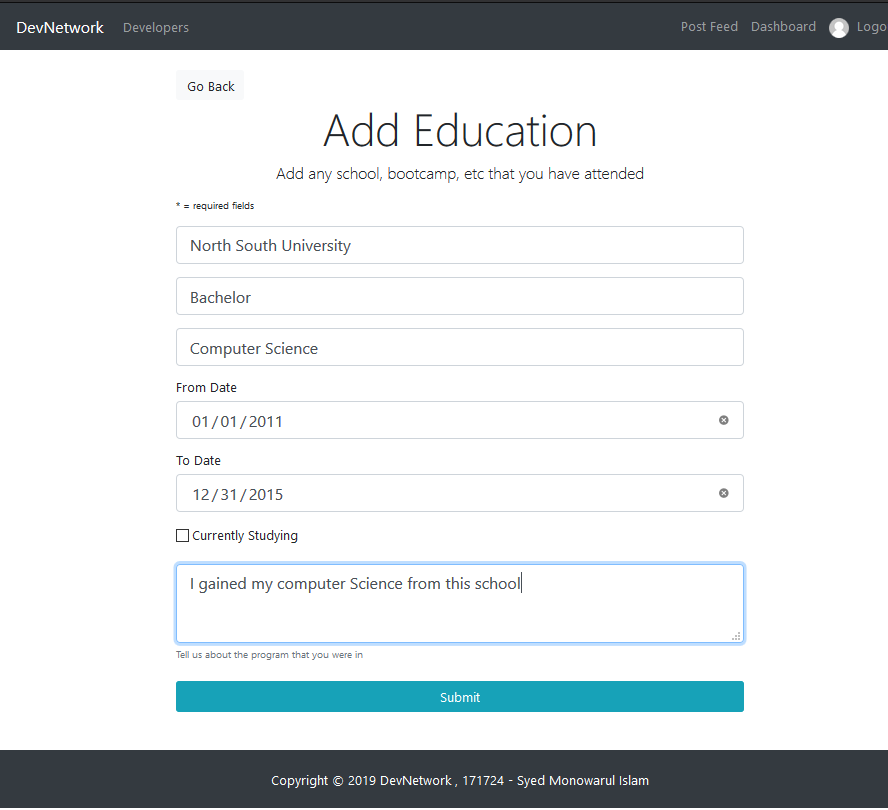 DevNetwork Developers Post Feed Dashboard Logo
Go Back
Add Education
Add any school, bootcamp, etc that you have attended
* = required fields
North South University
Bachelor
Computer Science
From Date
01/01/2011
To Date
12/31/2015
Currently Studying
I gained my computer Science from this school
Tell us about the program that you were in
Submit
Copyright © 2019 DevNetwork , 171724 - Syed Monowarul Islam